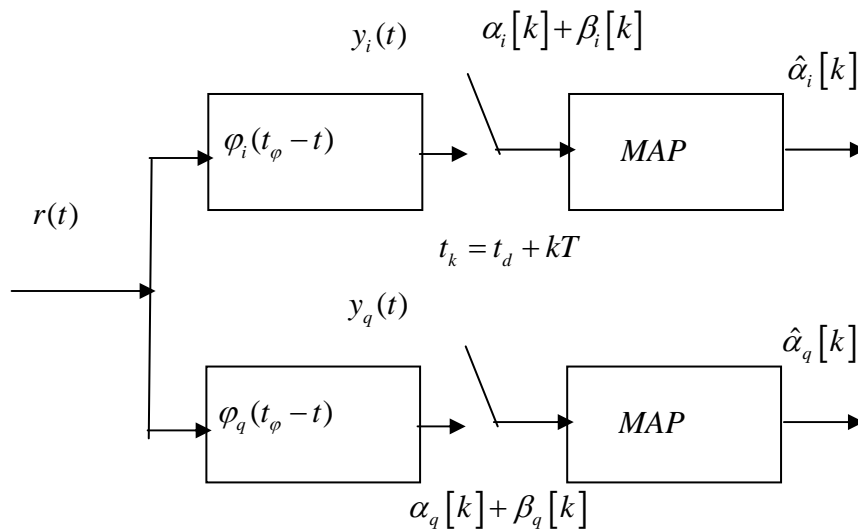 y_i(t)
α_i[k] + β_i[k]
α̂_i[k]
φ_i(t_φ − t)
MAP
r(t)
t_k = t_d + kT
y_q(t)
α̂_q[k]
φ_q(t_φ − t)
MAP
α_q[k] + β_q[k]